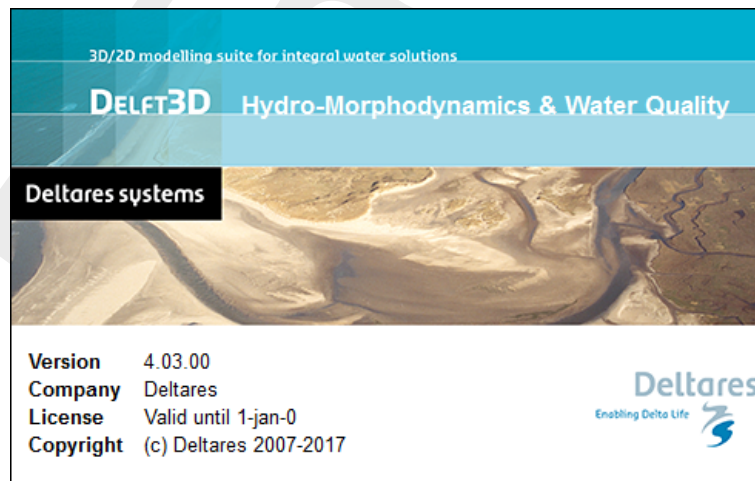 3D/2D modelling suite for integral water solutions
DELFT3D Hydro-Morphodynamics & Water Quality
Deltares systems
Version 4.03.00
Company Deltares
License Valid until 1-jan-0
Copyright (c) Deltares 2007-2017
Deltares
Enabling Delta Life